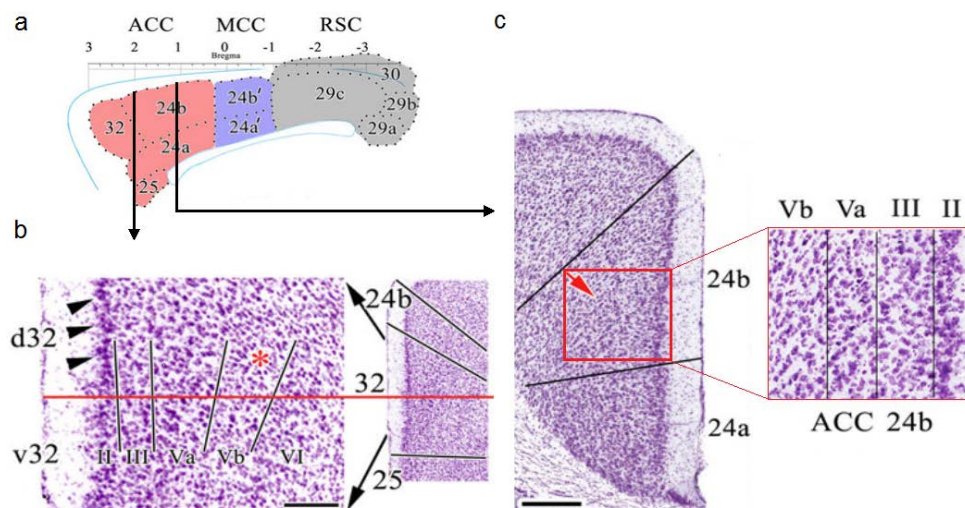 a
ACC MCC RSC
3 2 1 0 -1 -2 -3
Bregma
30
24b 24b′ 29c 29b
32 24a 24a′ 29a
25
b
d32
v32
II III Va Vb VI
*
24b
32
25
c
24b
24a
Vb Va III II
ACC 24b